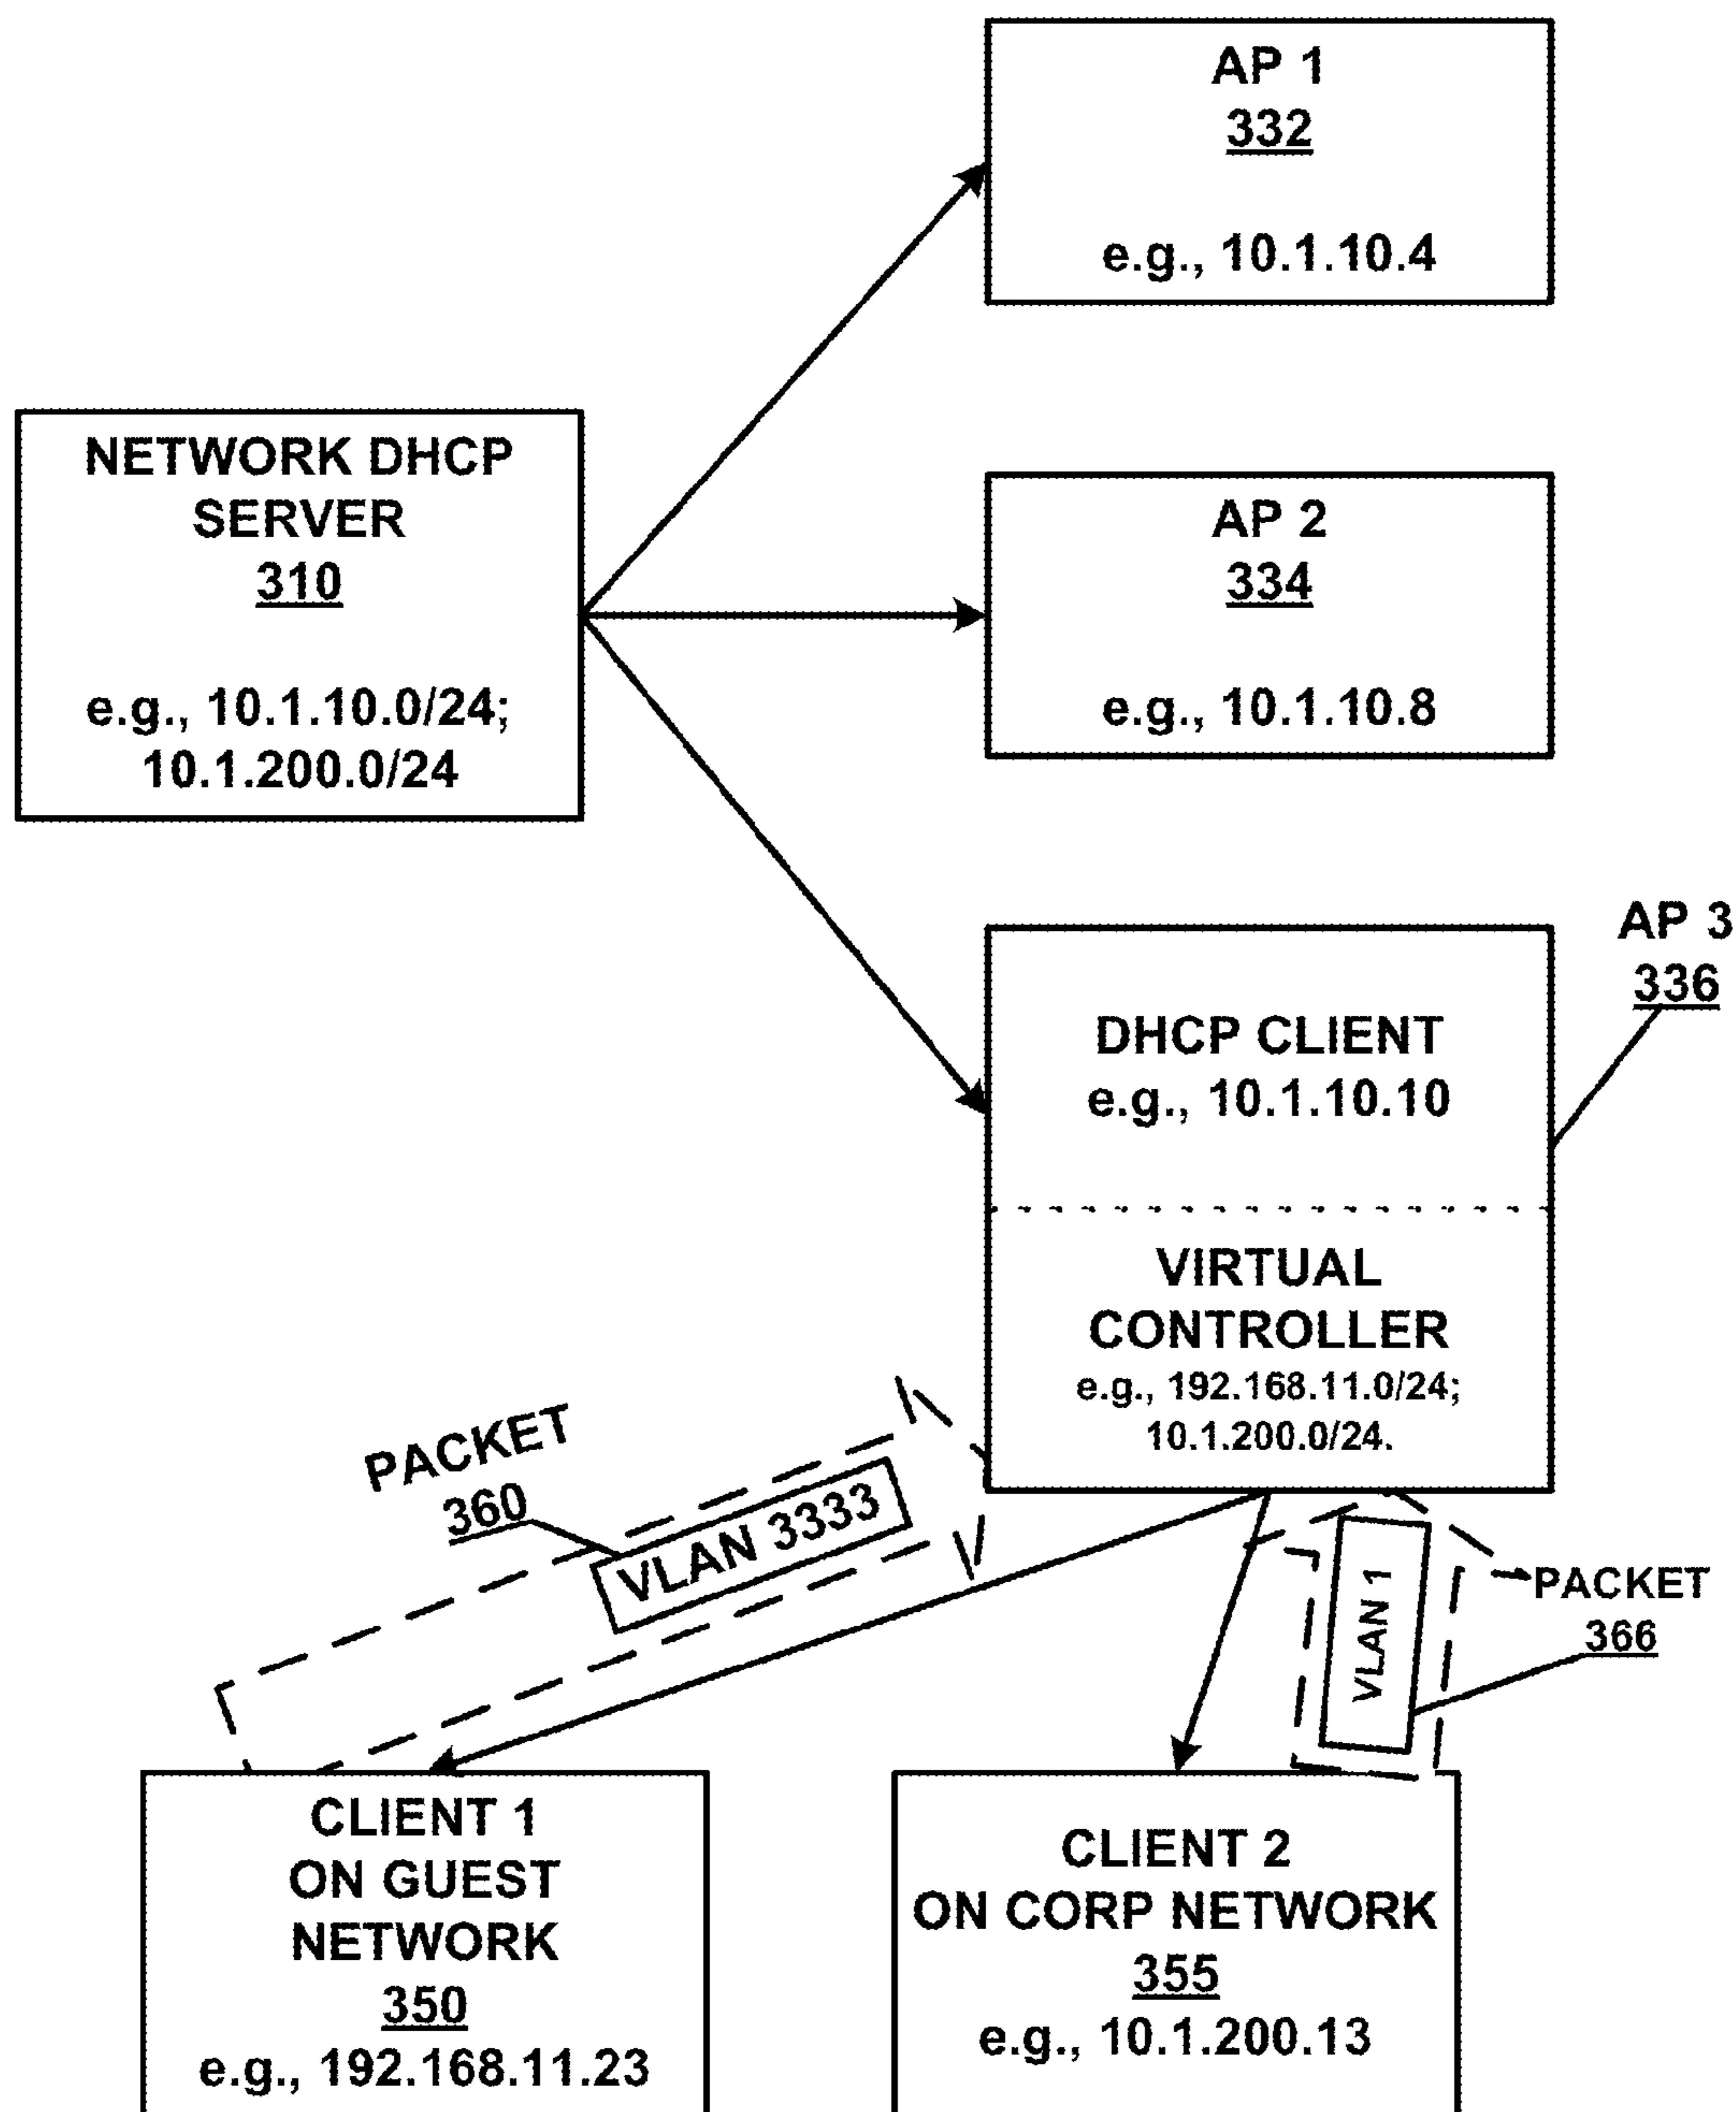 AP 1
332
e.g., 10.1.10.4
NETWORK DHCP
SERVER
310
e.g., 10.1.10.0/24;
10.1.200.0/24
AP 2
334
e.g., 10.1.10.8
AP 3
336
DHCP CLIENT
e.g., 10.1.10.10
VIRTUAL
CONTROLLER
e.g., 192.168.11.0/24;
10.1.200.0/24.
PACKET
360
VLAN 3333
VLAN 1
PACKET
366
CLIENT 1
ON GUEST
NETWORK
350
e.g., 192.168.11.23
CLIENT 2
ON CORP NETWORK
355
e.g., 10.1.200.13